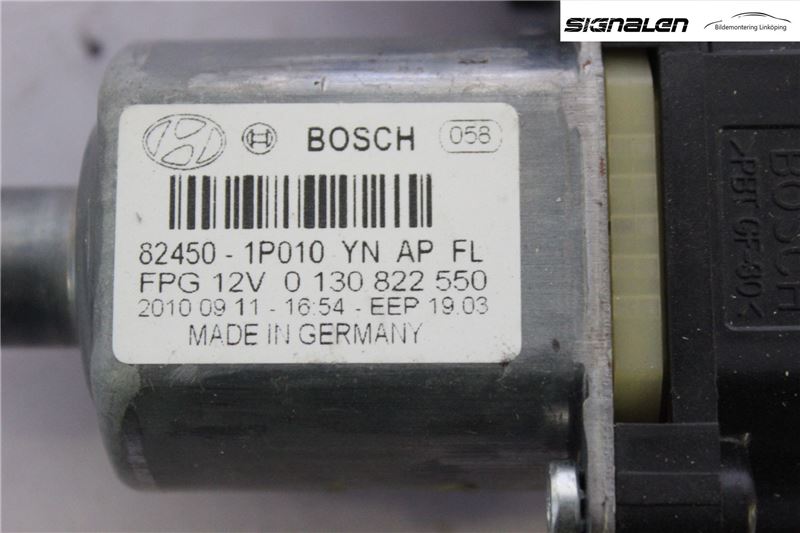 SIGNALEN
Bildemontering Linköping
BOSCH 058
82450 - 1P010 YN AP FL
FPG 12V 0 130 822 550
2010 09 11 - 16:54 - EEP 19.03
MADE IN GERMANY
BOSCH
>PBT GF-30<